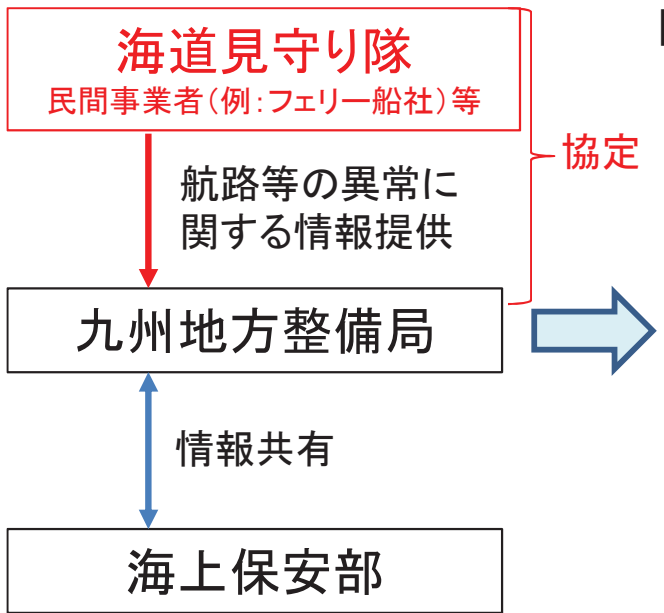 海道見守り隊
民間事業者(例:フェリー船社)等
協定
航路等の異常に
関する情報提供
九州地方整備局
情報共有
海上保安部